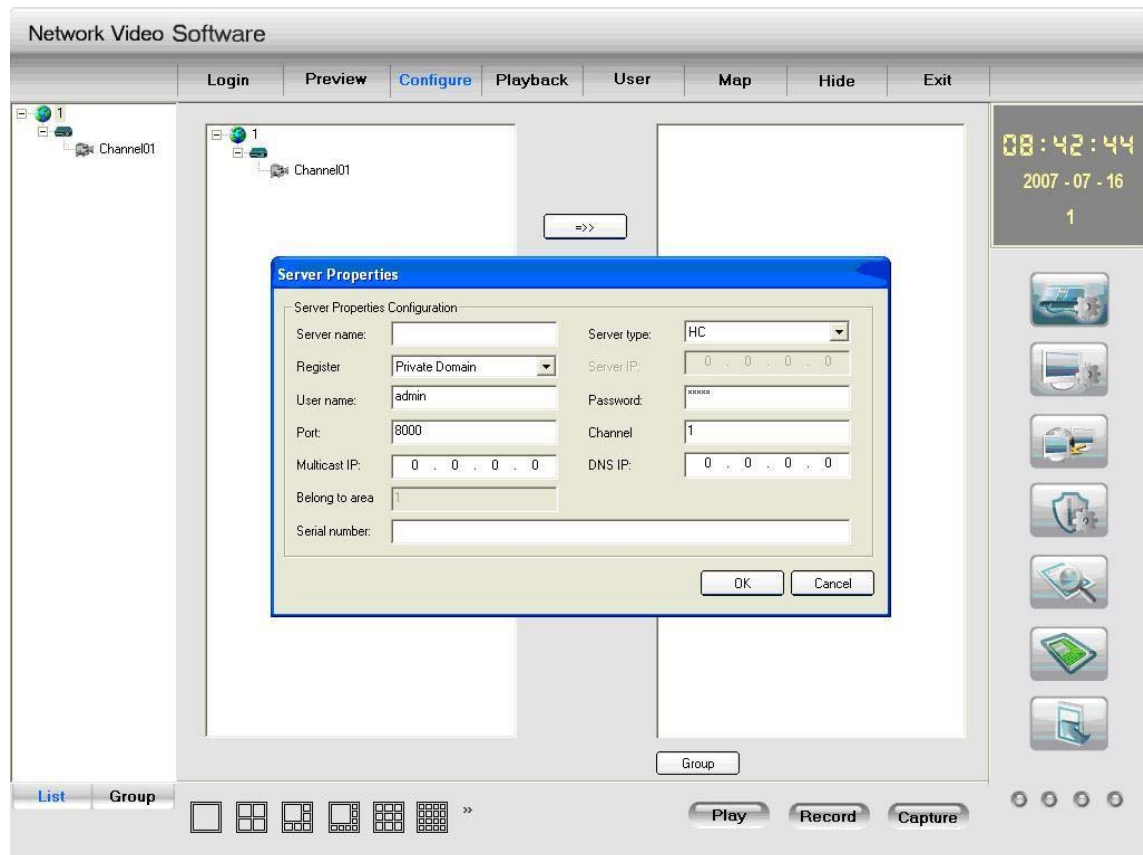 Network Video Software
Login Preview Configure Playback User Map Hide Exit
1
Channel01
1
Channel01
=>>
08:42:44
2007 - 07 - 16
1
Server Properties
Server Properties Configuration
Server name:
Server type: HC
Register Private Domain
Server IP: 0 . 0 . 0 . 0
User name: admin
Password: *****
Port: 8000
Channel 1
Multicast IP: 0 . 0 . 0 . 0
DNS IP: 0 . 0 . 0 . 0
Belong to area 1
Serial number:
OK Cancel
Group
List Group
»
Play Record Capture